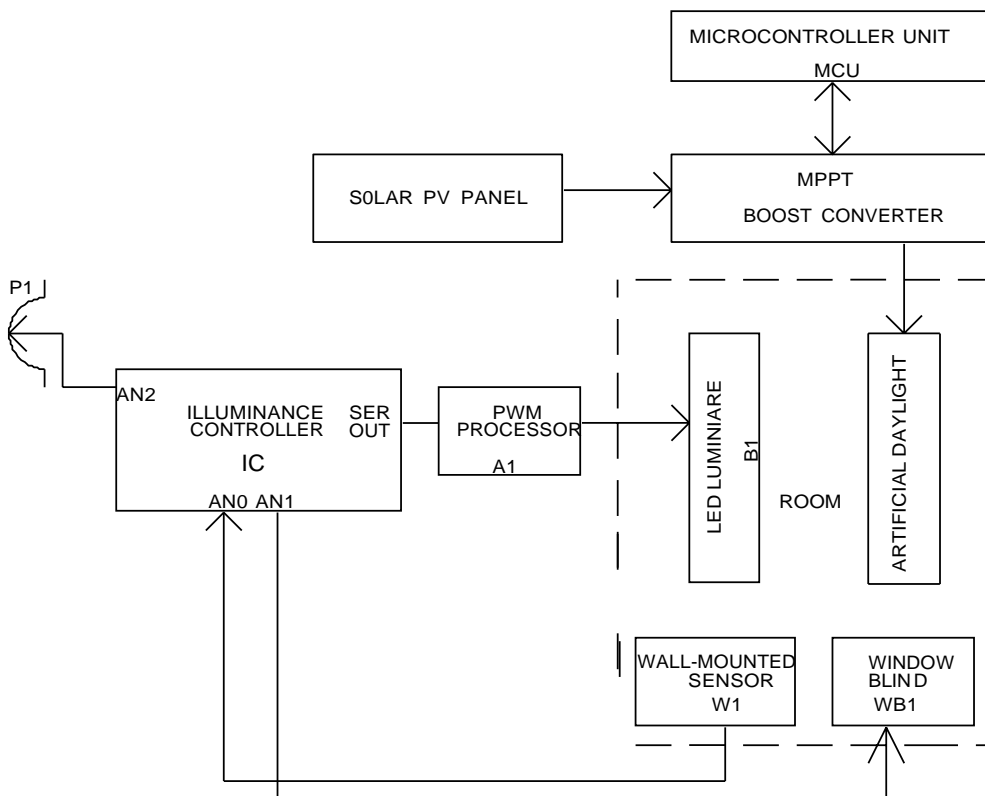 MICROCONTROLLER UNIT
MCU
S0LAR PV PANEL
MPPT
BOOST CONVERTER
P1
AN2
ILLUMINANCE
CONTROLLER
IC
SER
OUT
AN0 AN1
PWM
PROCESSOR
A1
LED LUMINIARE
B1
ROOM
ARTIFICIAL DAYLIGHT
WALL-MOUNTED
SENSOR
W1
WINDOW
BLIND
WB1